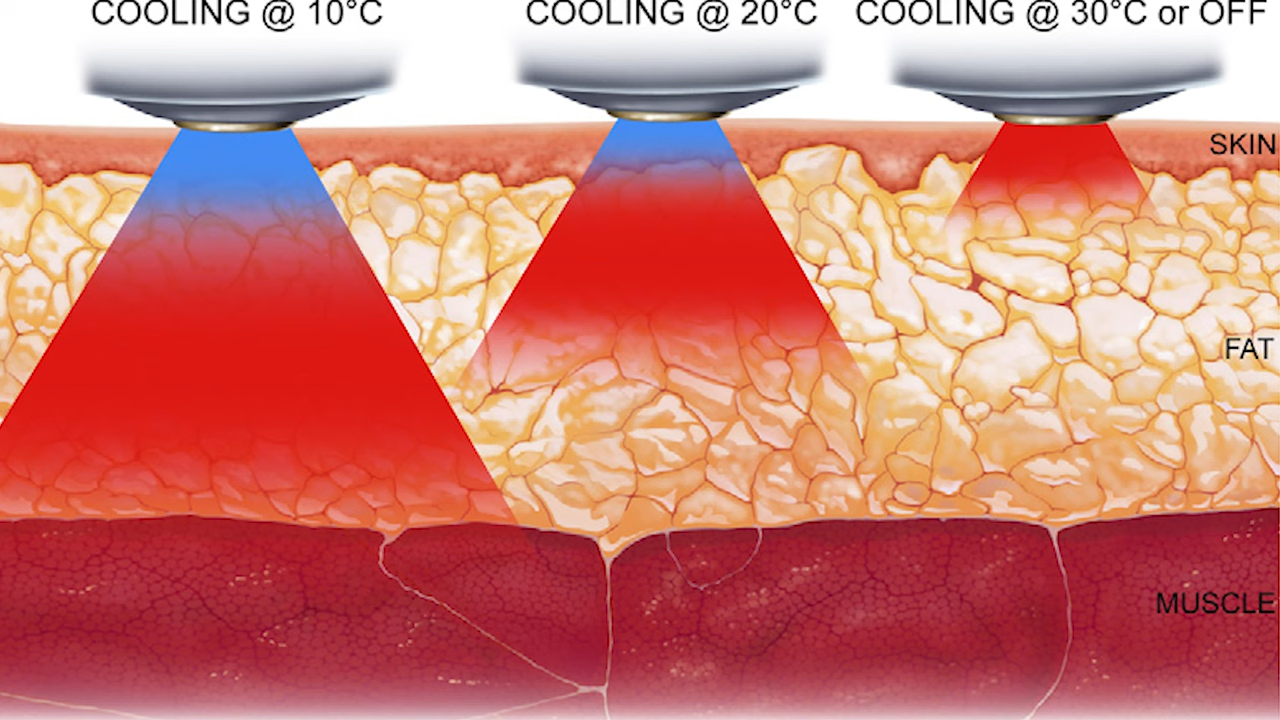 COOLING @ 10°C
COOLING @ 20°C
COOLING @ 30°C or OFF
SKIN
FAT
MUSCLE